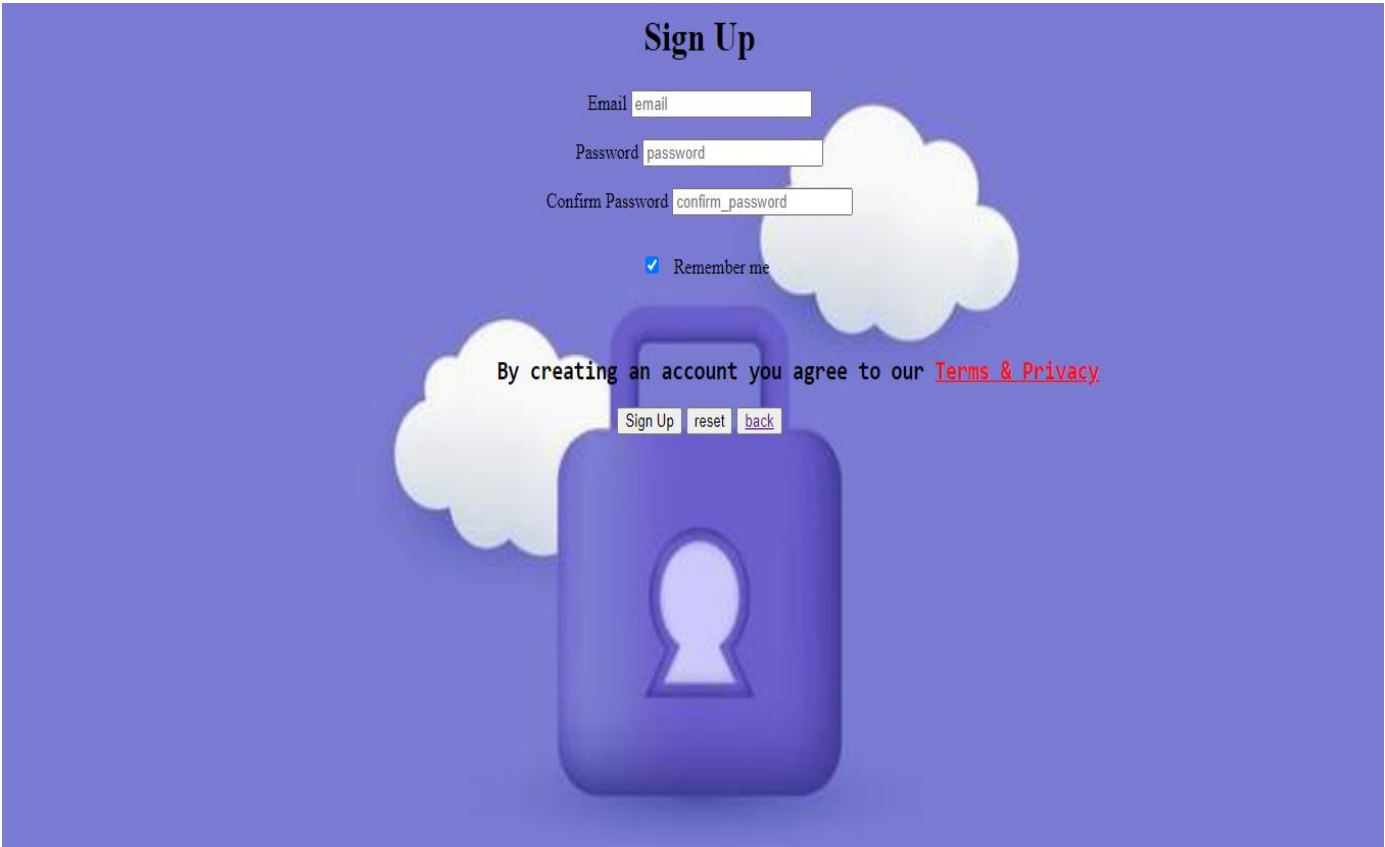 Sign Up
Email email
Password password
Confirm Password confirm_password
Remember me
By creating an account you agree to our Terms & Privacy
Sign Up reset back